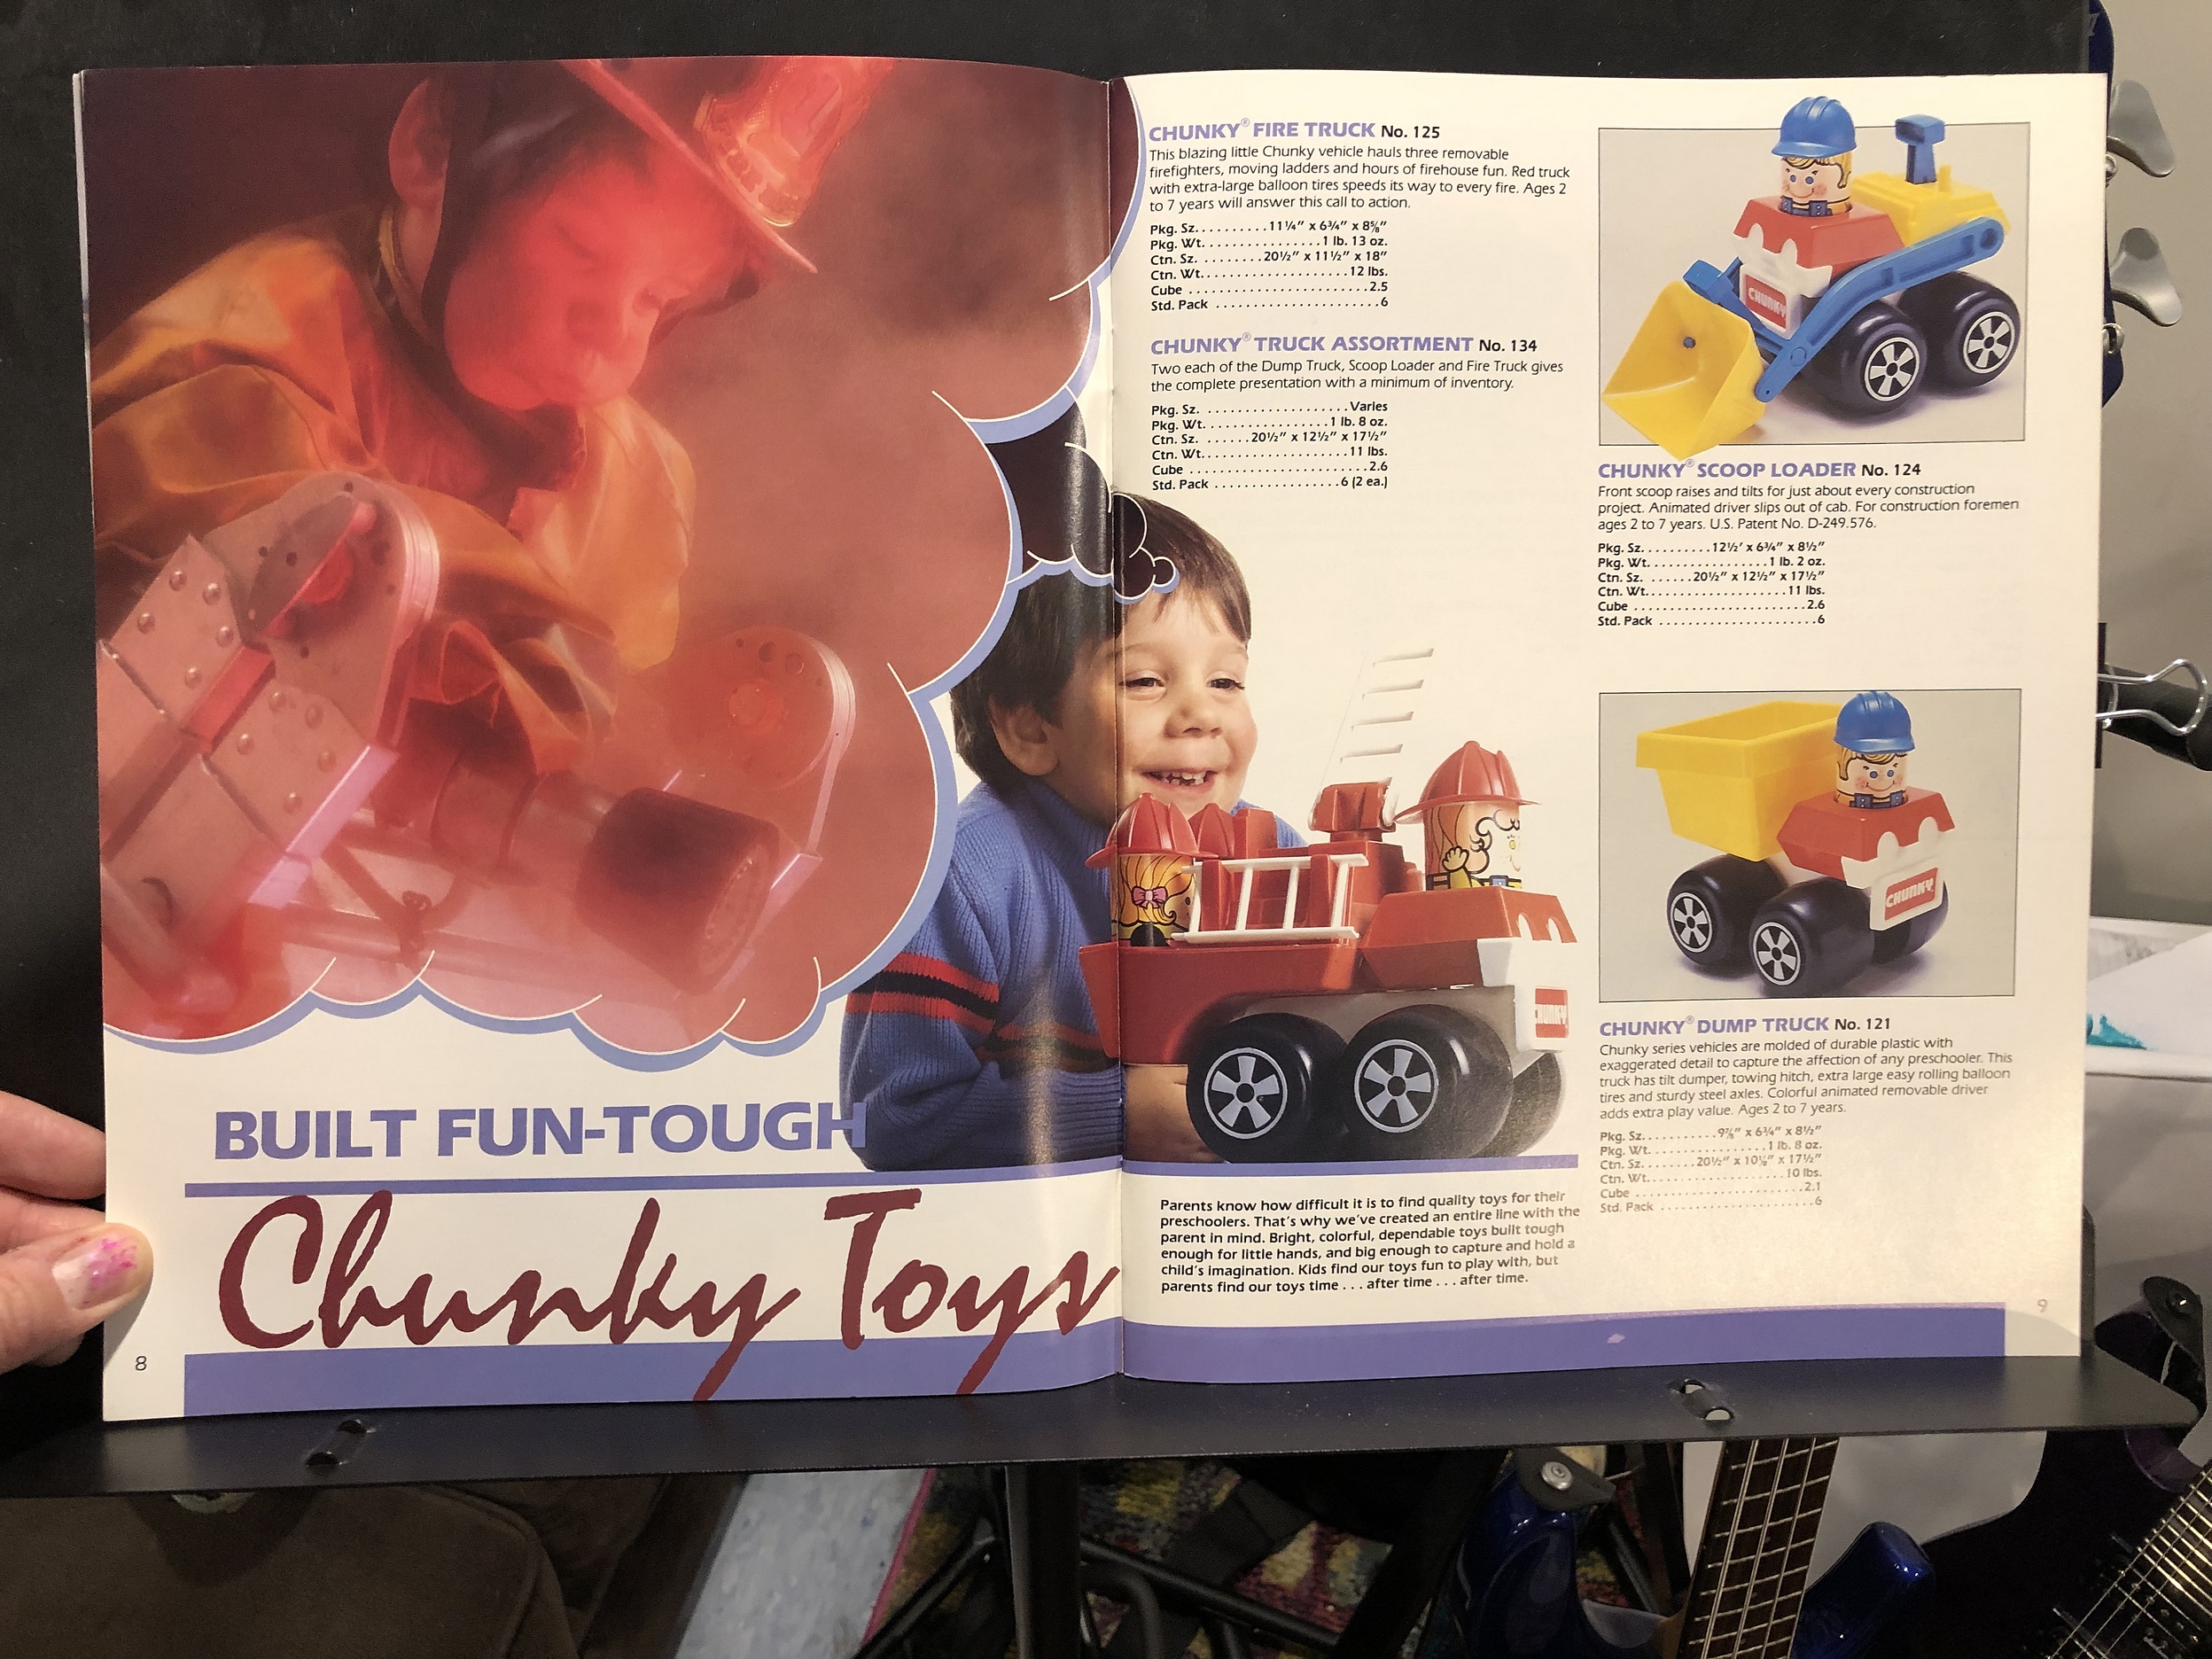 BUILT FUN-TOUGH
Chunky Toys
8
CHUNKY® FIRE TRUCK No. 125
This blazing little Chunky vehicle hauls three removable
firefighters, moving ladders and hours of firehouse fun. Red truck
with extra-large balloon tires speeds its way to every fire. Ages 2
to 7 years will answer this call to action.
Pkg. Sz..........11¼" x 6¾" x 8⅝"
Pkg. Wt................1 lb. 13 oz.
Ctn. Sz. .........20½" x 11½" x 18"
Ctn. Wt....................12 lbs.
Cube .........................2.5
Std. Pack .......................6
CHUNKY® TRUCK ASSORTMENT No. 134
Two each of the Dump Truck, Scoop Loader and Fire Truck gives
the complete presentation with a minimum of inventory.
Pkg. Sz. ....................Varies
Pkg. Wt.................1 lb. 8 oz.
Ctn. Sz. ......20½" x 12½" x 17½"
Ctn. Wt....................11 lbs.
Cube .........................2.6
Std. Pack .................6 (2 ea.)
CHUNKY
Parents know how difficult it is to find quality toys for their
preschoolers. That's why we've created an entire line with the
parent in mind. Bright, colorful, dependable toys built tough
enough for little hands, and big enough to capture and hold a
child's imagination. Kids find our toys fun to play with, but
parents find our toys time . . . after time . . . after time.
CHUNKY
CHUNKY® SCOOP LOADER No. 124
Front scoop raises and tilts for just about every construction
project. Animated driver slips out of cab. For construction foremen
ages 2 to 7 years. U.S. Patent No. D-249.576.
Pkg. Sz..........12½' x 6¾" x 8½"
Pkg. Wt.................1 lb. 2 oz.
Ctn. Sz. ......20½" x 12½" x 17½"
Ctn. Wt....................11 lbs.
Cube ........................2.6
Std. Pack .......................6
CHUNKY
CHUNKY® DUMP TRUCK No. 121
Chunky series vehicles are molded of durable plastic with
exaggerated detail to capture the affection of any preschooler. This
truck has tilt dumper, towing hitch, extra large easy rolling balloon
tires and sturdy steel axles. Colorful animated removable driver
adds extra play value. Ages 2 to 7 years.
Pkg. Sz..........9⅞" x 6¾" x 8½"
Pkg. Wt.................1 lb. 8 oz.
Ctn. Sz.......20½" x 10⅛" x 17½"
Ctn. Wt....................10 lbs.
Cube ........................2.1
Std. Pack .......................6
9